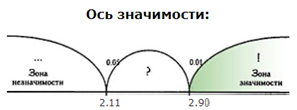 Ось значимости:
...
0.05
?
0.01
!
Зона
незначимости
Зона
значимости
2.11
2.90